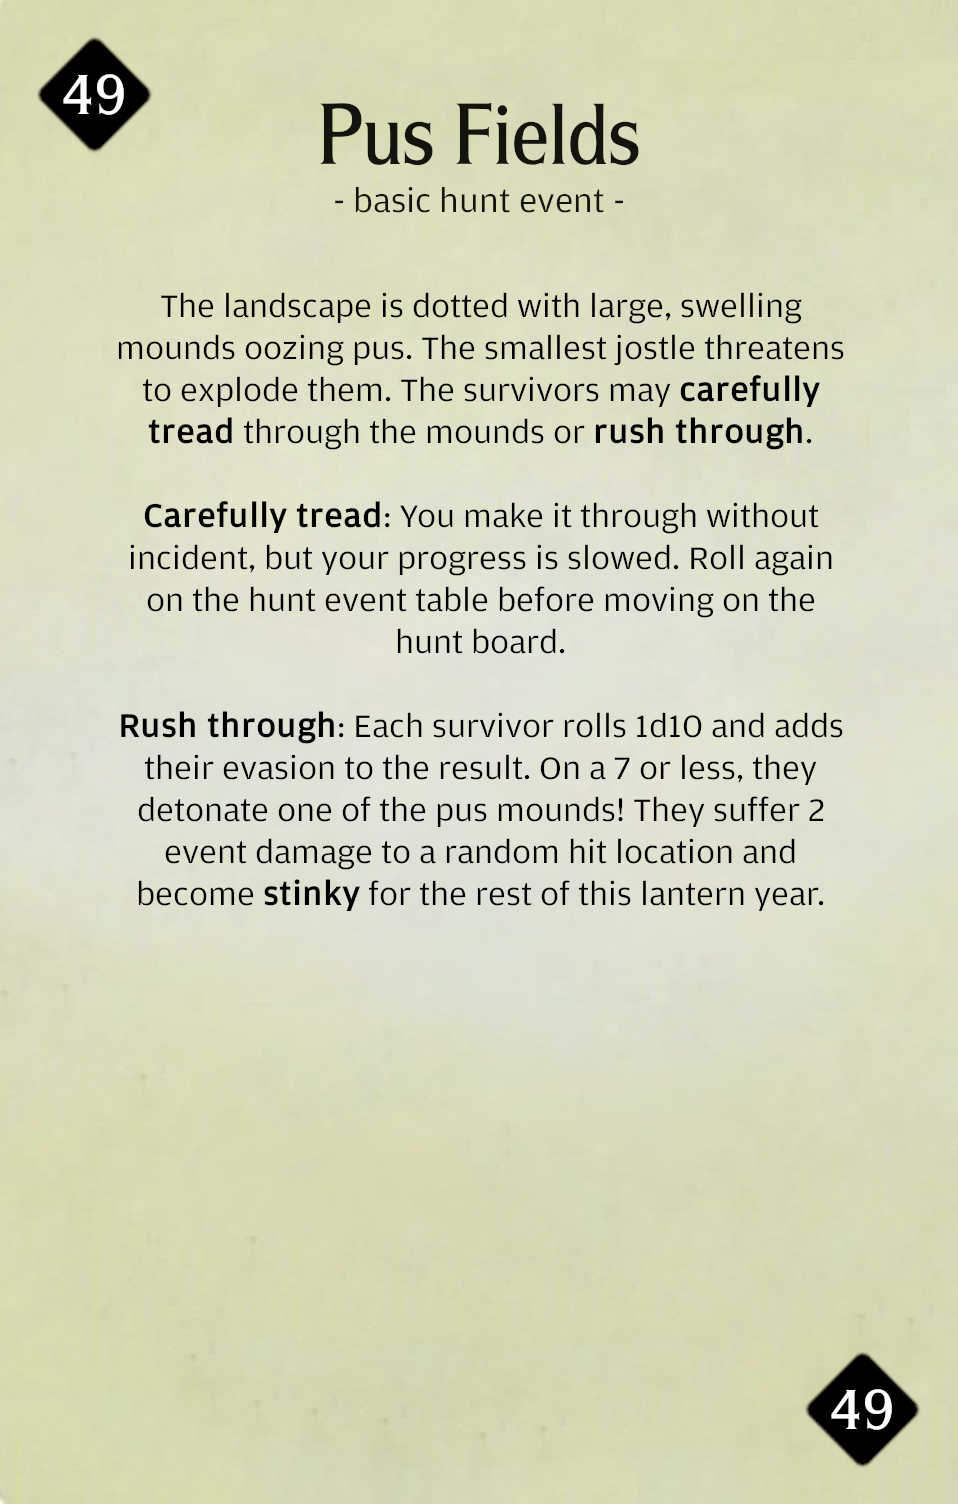 49
Pus Fields
- basic hunt event -
The landscape is dotted with large, swelling
mounds oozing pus. The smallest jostle threatens
to explode them. The survivors may carefully
tread through the mounds or rush through.
Carefully tread: You make it through without
incident, but your progress is slowed. Roll again
on the hunt event table before moving on the
hunt board.
Rush through: Each survivor rolls 1d10 and adds
their evasion to the result. On a 7 or less, they
detonate one of the pus mounds! They suffer 2
event damage to a random hit location and
become stinky for the rest of this lantern year.
49